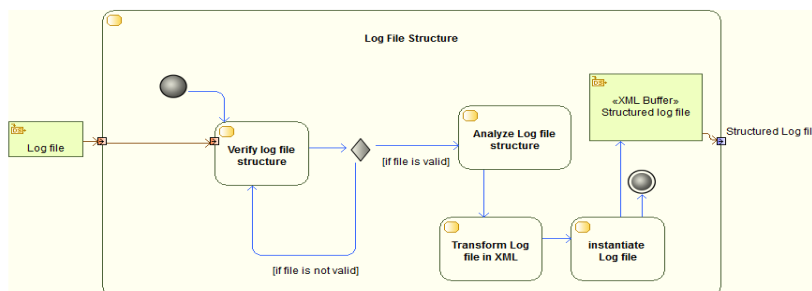 Log File Structure
Log file
Verify log file
structure
[if file is valid]
[if file is not valid]
Analyze Log file
structure
Transform Log
file in XML
instantiate
Log file
«XML Buffer»
Structured log file
Structured Log fil